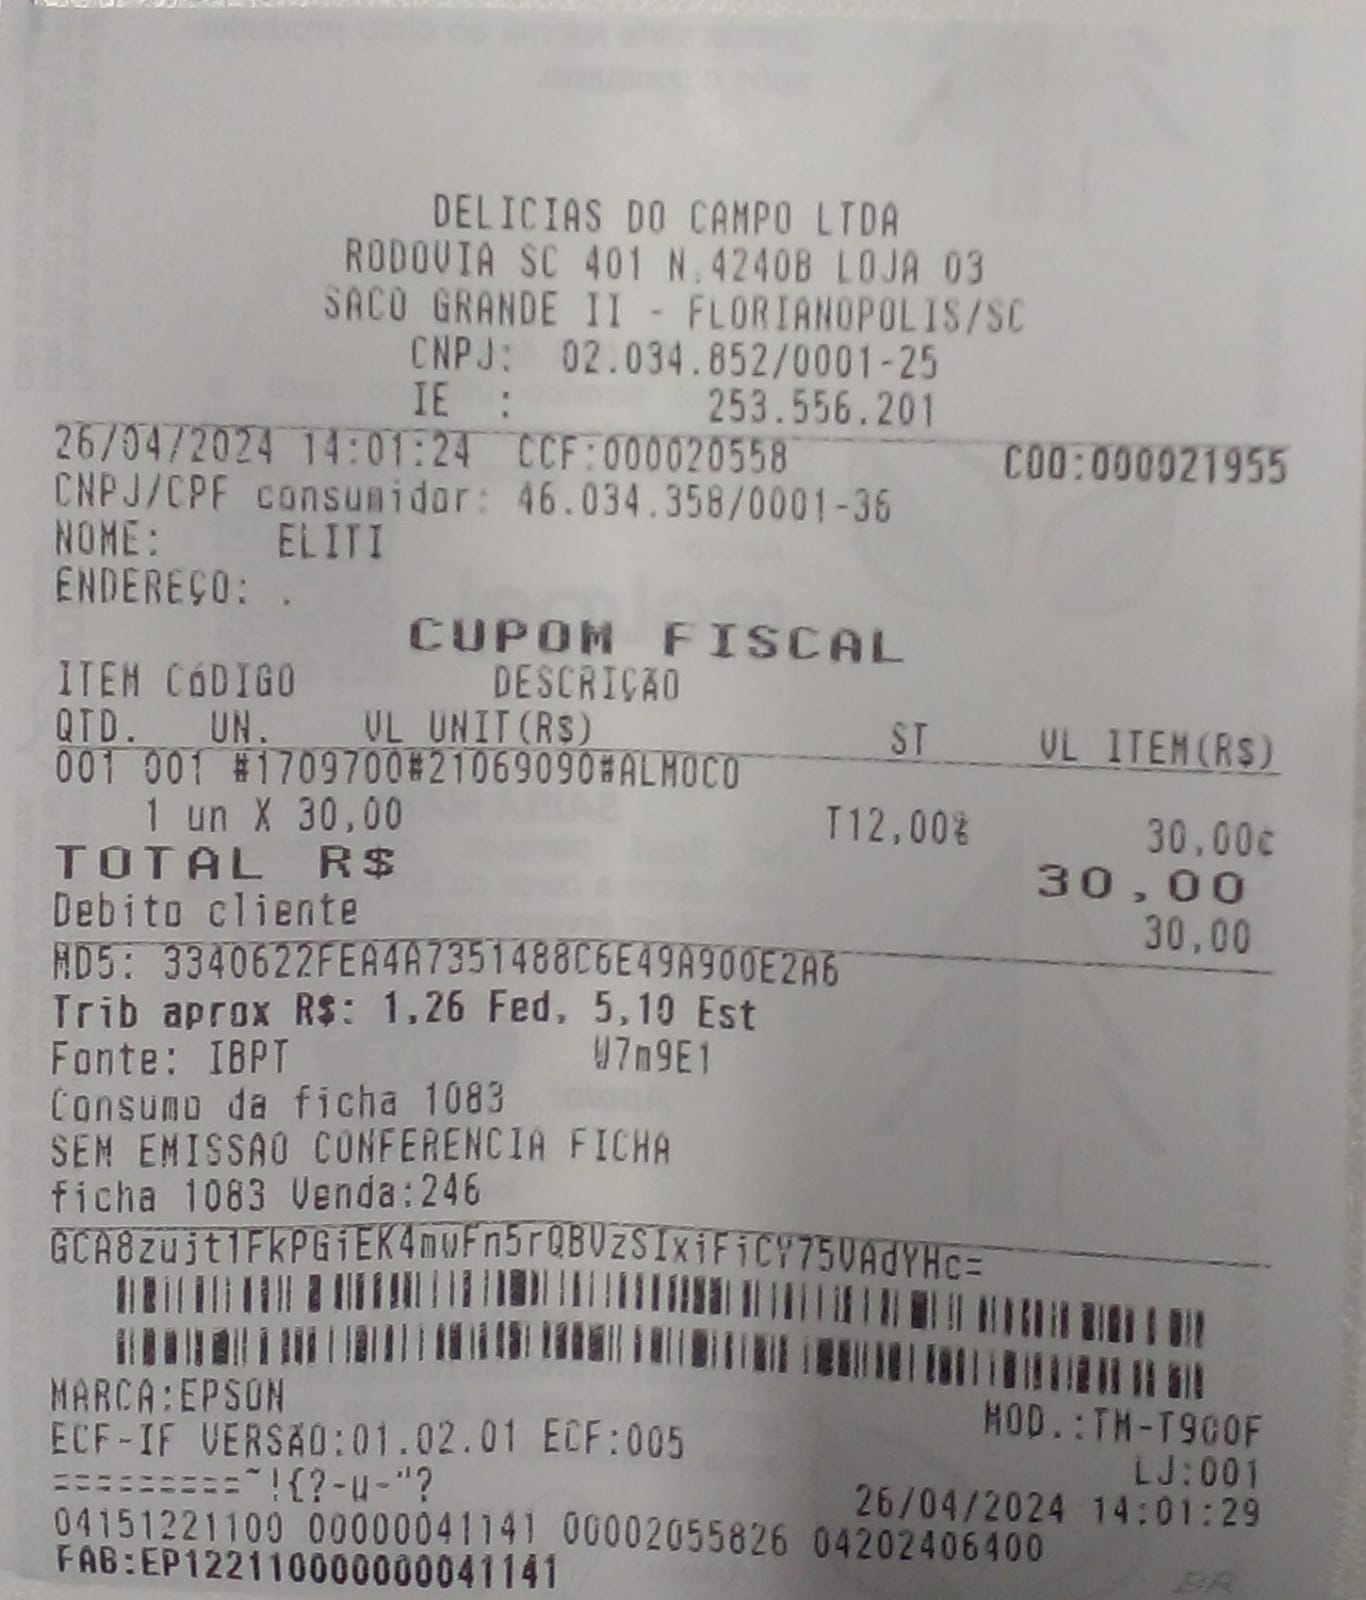 DELICIAS DO CAMPO LTDA
RODOVIA SC 401 N.4240B LOJA 03
SACO GRANDE II - FLORIANOPOLIS/SC
CNPJ: 02.034.852/0001-25
IE : 253.556.201
26/04/2024 14:01:24 CCF:000020558 COO:000021955
CNPJ/CPF consumidor: 46.034.358/0001-36
NOME: ELITI
ENDEREÇO: .
CUPOM FISCAL
ITEM CóDIGO DESCRIÇÃO
QTD. UN. VL UNIT(R$) ST VL ITEM(R$)
001 001 #1709700#21069090#ALMOCO
1 un X 30,00 T12,00% 30,00c
TOTAL R$ 30,00
Debito cliente 30,00
MD5: 3340622FEA4A7351488C6E49A900E2A6
Trib aprox R$: 1,26 Fed, 5,10 Est
Fonte: IBPT W7m9E1
Consumo da ficha 1083
SEM EMISSAO CONFERENCIA FICHA
ficha 1083 Venda:246
GCA8zujt1FkPGiEK4mwFn5rQBVzSIxiFiCY75VAdYHc=
MARCA:EPSON MOD.:TM-T900F
ECF-IF VERSÃO:01.02.01 ECF:005 LJ:001
=========~!{?-u-"? 26/04/2024 14:01:29
04151221100 00000041141 00002055826 04202406400
FAB:EP1221100000000041141
BR